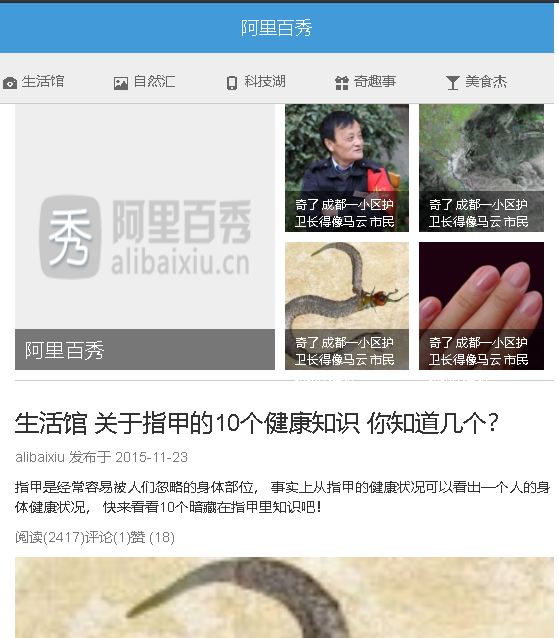 阿里百秀
生活馆 自然汇 科技湖 奇趣事 美食杰
秀 阿里百秀
alibaixiu.cn
阿里百秀
奇了 成都一小区护
卫长得像马云 市民
奇了 成都一小区护
卫长得像马云 市民
奇了 成都一小区护
卫长得像马云 市民
奇了 成都一小区护
卫长得像马云 市民
生活馆 关于指甲的10个健康知识 你知道几个?
alibaixiu 发布于 2015-11-23
指甲是经常容易被人们忽略的身体部位， 事实上从指甲的健康状况可以看出一个人的身
体健康状况， 快来看看10个暗藏在指甲里知识吧!
阅读(2417)评论(1)赞 (18)